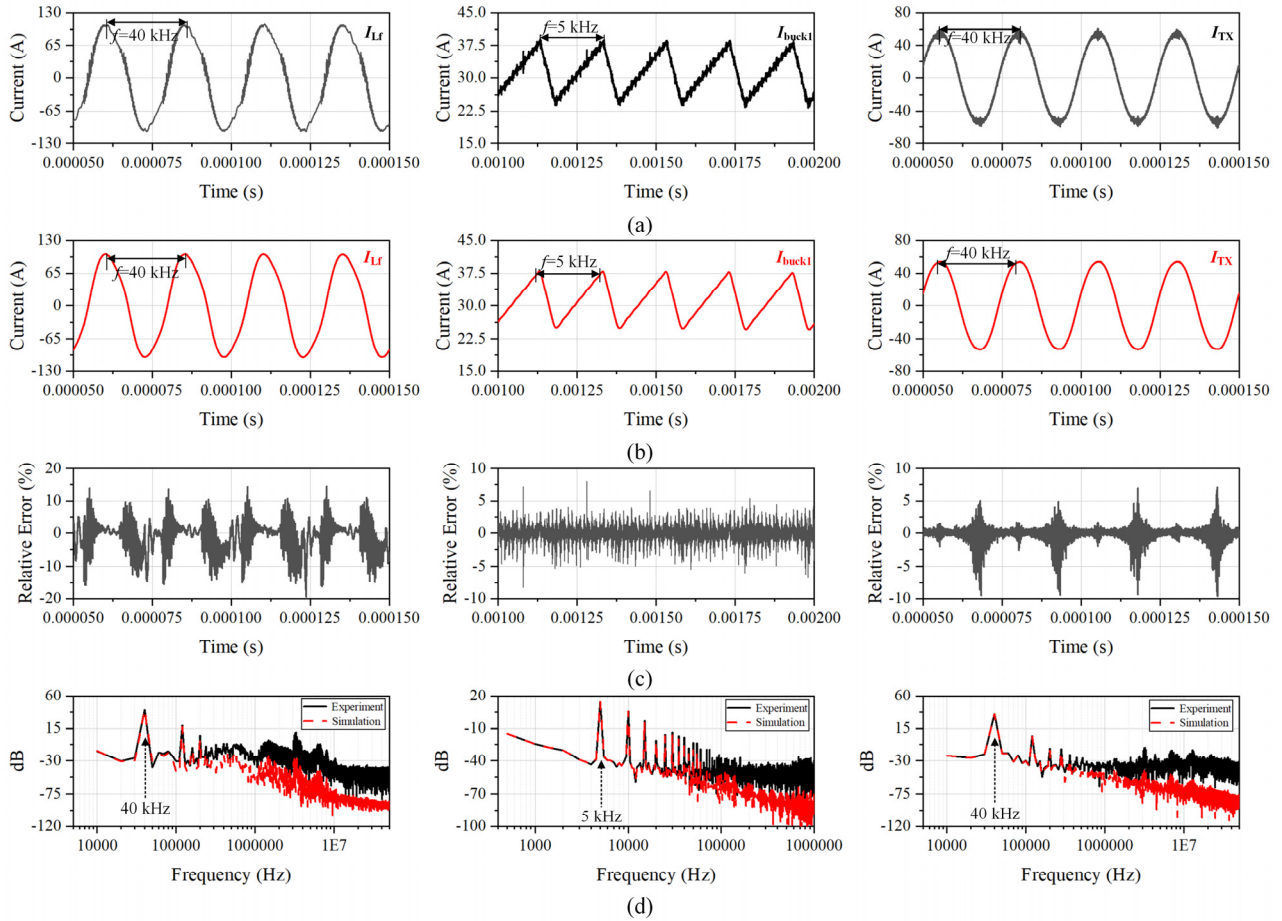 130
65
0
-65
-130
Current (A)
f=40 kHz
I_Lf
0.000050 0.000075 0.000100 0.000125 0.000150
Time (s)
45.0
37.5
30.0
22.5
15.0
Current (A)
f=5 kHz
I_buck1
0.00100 0.00125 0.00150 0.00175 0.00200
Time (s)
80
40
0
-40
-80
Current (A)
f=40 kHz
I_TX
0.000050 0.000075 0.000100 0.000125 0.000150
Time (s)
(a)
130
65
0
-65
-130
Current (A)
f=40 kHz
I_Lf
0.000050 0.000075 0.000100 0.000125 0.000150
Time (s)
45.0
37.5
30.0
22.5
15.0
Current (A)
f=5 kHz
I_buck1
0.00100 0.00125 0.00150 0.00175 0.00200
Time (s)
80
40
0
-40
-80
Current (A)
f=40 kHz
I_TX
0.000050 0.000075 0.000100 0.000125 0.000150
Time (s)
(b)
20
10
0
-10
-20
Relative Error (%)
0.000050 0.000075 0.000100 0.000125 0.000150
Time (s)
10
5
0
-5
-10
Relative Error (%)
0.00100 0.00125 0.00150 0.00175 0.00200
Time (s)
10
5
0
-5
-10
Relative Error (%)
0.000050 0.000075 0.000100 0.000125 0.000150
Time (s)
(c)
60
15
-30
-75
-120
dB
Experiment
Simulation
40 kHz
10000 100000 1000000 1E7
Frequency (Hz)
20
-10
-40
-70
-100
dB
Experiment
Simulation
5 kHz
1000 10000 100000 1000000
Frequency (Hz)
60
15
-30
-75
-120
dB
Experiment
Simulation
40 kHz
10000 100000 1000000 1E7
Frequency (Hz)
(d)